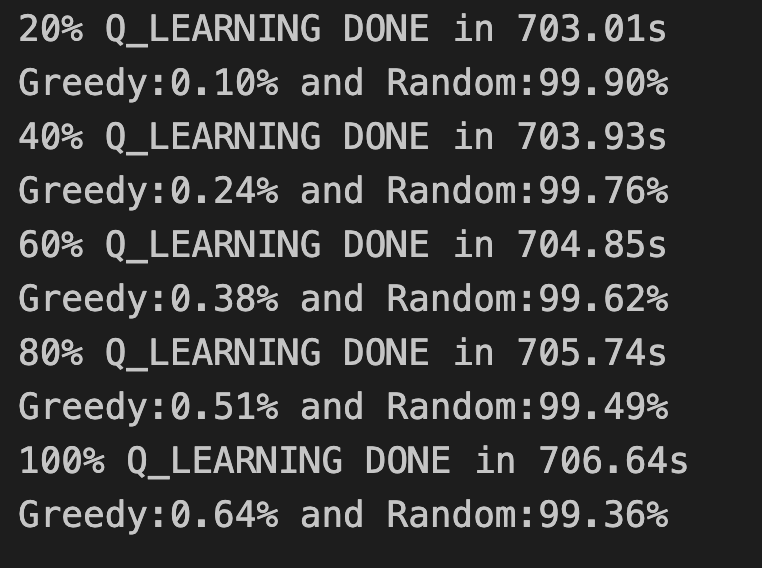 20% Q_LEARNING DONE in 703.01s
Greedy:0.10% and Random:99.90%
40% Q_LEARNING DONE in 703.93s
Greedy:0.24% and Random:99.76%
60% Q_LEARNING DONE in 704.85s
Greedy:0.38% and Random:99.62%
80% Q_LEARNING DONE in 705.74s
Greedy:0.51% and Random:99.49%
100% Q_LEARNING DONE in 706.64s
Greedy:0.64% and Random:99.36%